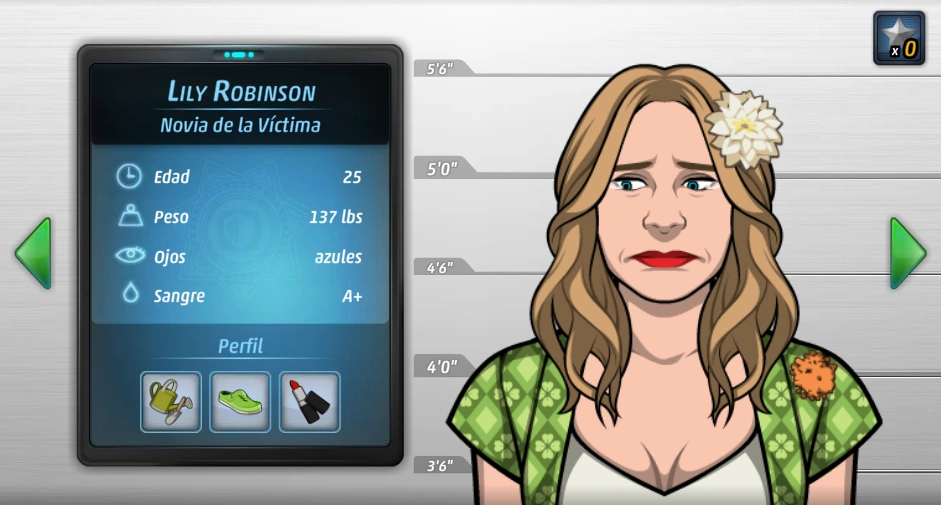 LILY ROBINSON
Novia de la Víctima
Edad 25
Peso 137 lbs
Ojos azules
Sangre A+
Perfil
5'6"
5'0"
4'6"
4'0"
3'6"
x 0